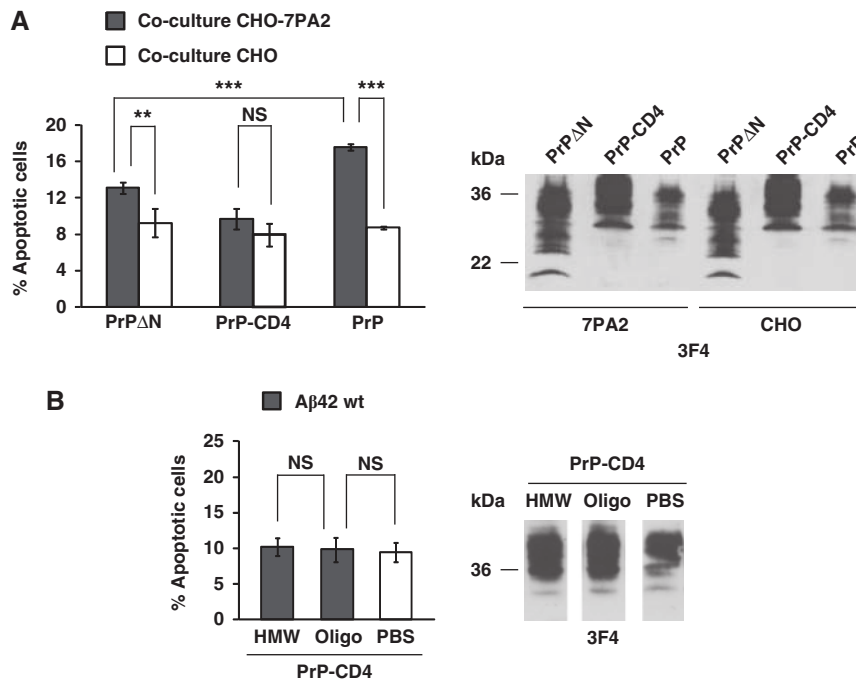 A
Co-culture CHO-7PA2
Co-culture CHO
% Apoptotic cells
20
16
12
8
4
0
***
**
NS
***
PrPΔN
PrP-CD4
PrP
kDa
36
22
PrPΔN
PrP-CD4
PrP
PrPΔN
PrP-CD4
PrP
7PA2
CHO
3F4
B
Aβ42 wt
% Apoptotic cells
25
20
15
10
5
0
NS
NS
HMW
Oligo
PBS
PrP-CD4
PrP-CD4
kDa
HMW
Oligo
PBS
36
3F4